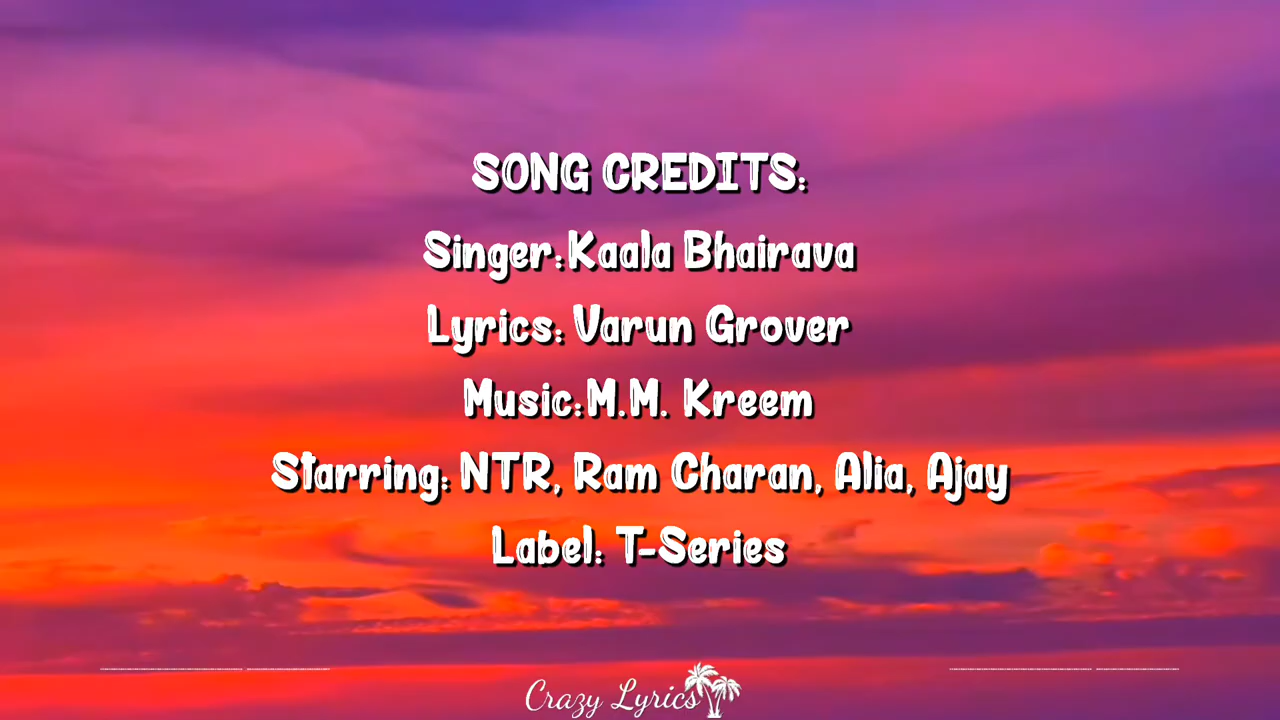 SONG CREDITS:
Singer:Kaala Bhairava
Lyrics: Varun Grover
Music:M.M. Kreem
Starring: NTR, Ram Charan, Alia, Ajay
Label: T-Series
Crazy Lyrics